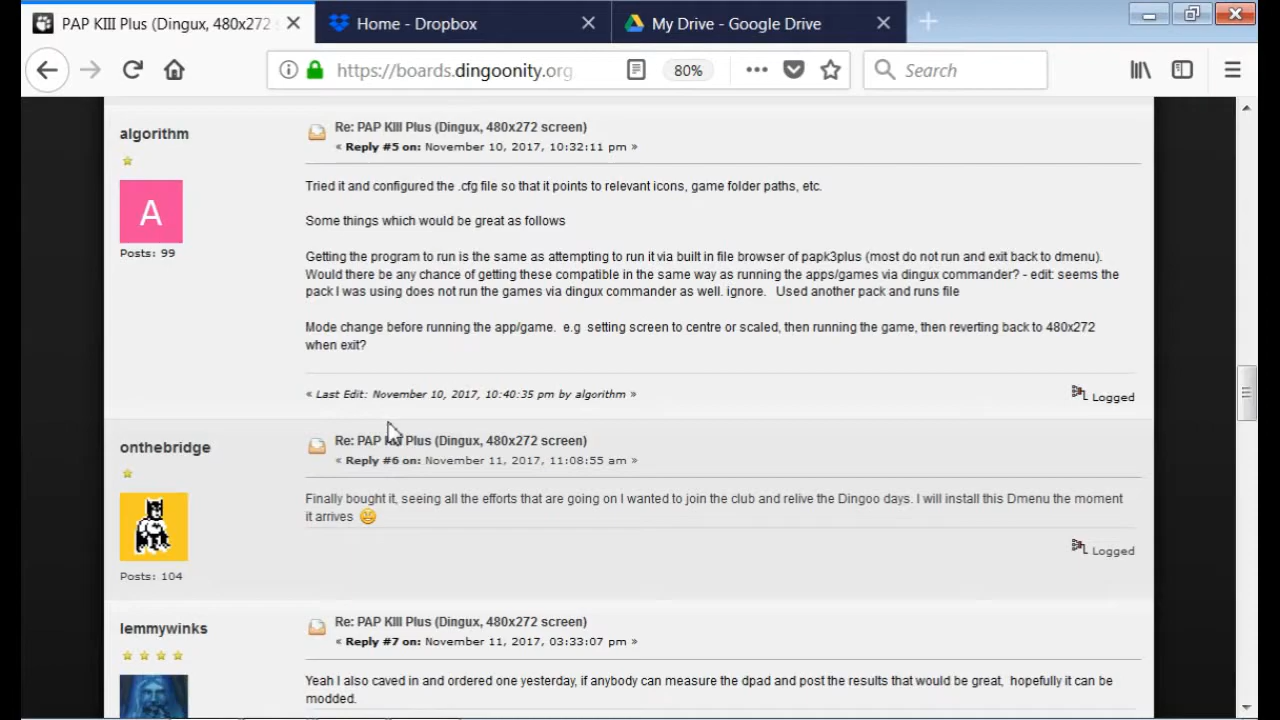 PAP KIII Plus (Dingux, 480x272
Home - Dropbox
My Drive - Google Drive
https://boards.dingoonity.org
80%
Search
algorithm
A
Posts: 99
Re: PAP KIII Plus (Dingux, 480x272 screen)
« Reply #5 on: November 10, 2017, 10:32:11 pm »
Tried it and configured the .cfg file so that it points to relevant icons, game folder paths, etc.
Some things which would be great as follows
Getting the program to run is the same as attempting to run it via built in file browser of papk3plus (most do not run and exit back to dmenu).
Would there be any chance of getting these compatible in the same way as running the apps/games via dingux commander? - edit: seems the
pack I was using does not run the games via dingux commander as well. ignore. Used another pack and runs file
Mode change before running the app/game. e.g setting screen to centre or scaled, then running the game, then reverting back to 480x272
when exit?
« Last Edit: November 10, 2017, 10:40:35 pm by algorithm »
Logged
onthebridge
Posts: 104
Re: PAP KIII Plus (Dingux, 480x272 screen)
« Reply #6 on: November 11, 2017, 11:08:55 am »
Finally bought it, seeing all the efforts that are going on I wanted to join the club and relive the Dingoo days. I will install this Dmenu the moment
it arrives
Logged
lemmywinks
Re: PAP KIII Plus (Dingux, 480x272 screen)
« Reply #7 on: November 11, 2017, 03:33:07 pm »
Yeah I also caved in and ordered one yesterday, if anybody can measure the dpad and post the results that would be great, hopefully it can be
modded.